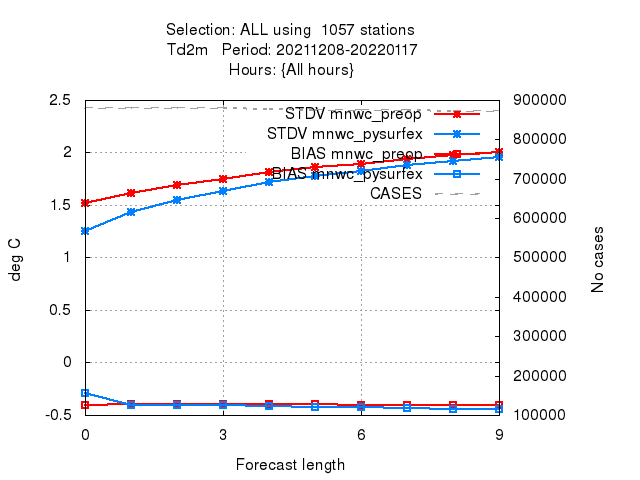 Selection: ALL using  1057 stations
Td2m   Period: 20211208-20220117
Hours: {All hours}
2.5
2
1.5
1
0.5
0
-0.5
deg C
900000
800000
700000
600000
500000
400000
300000
200000
100000
No cases
STDV mnwc_preop
STDV mnwc_pysurfex
BIAS mnwc_preop
BIAS mnwc_pysurfex
CASES
0 3 6 9
Forecast length